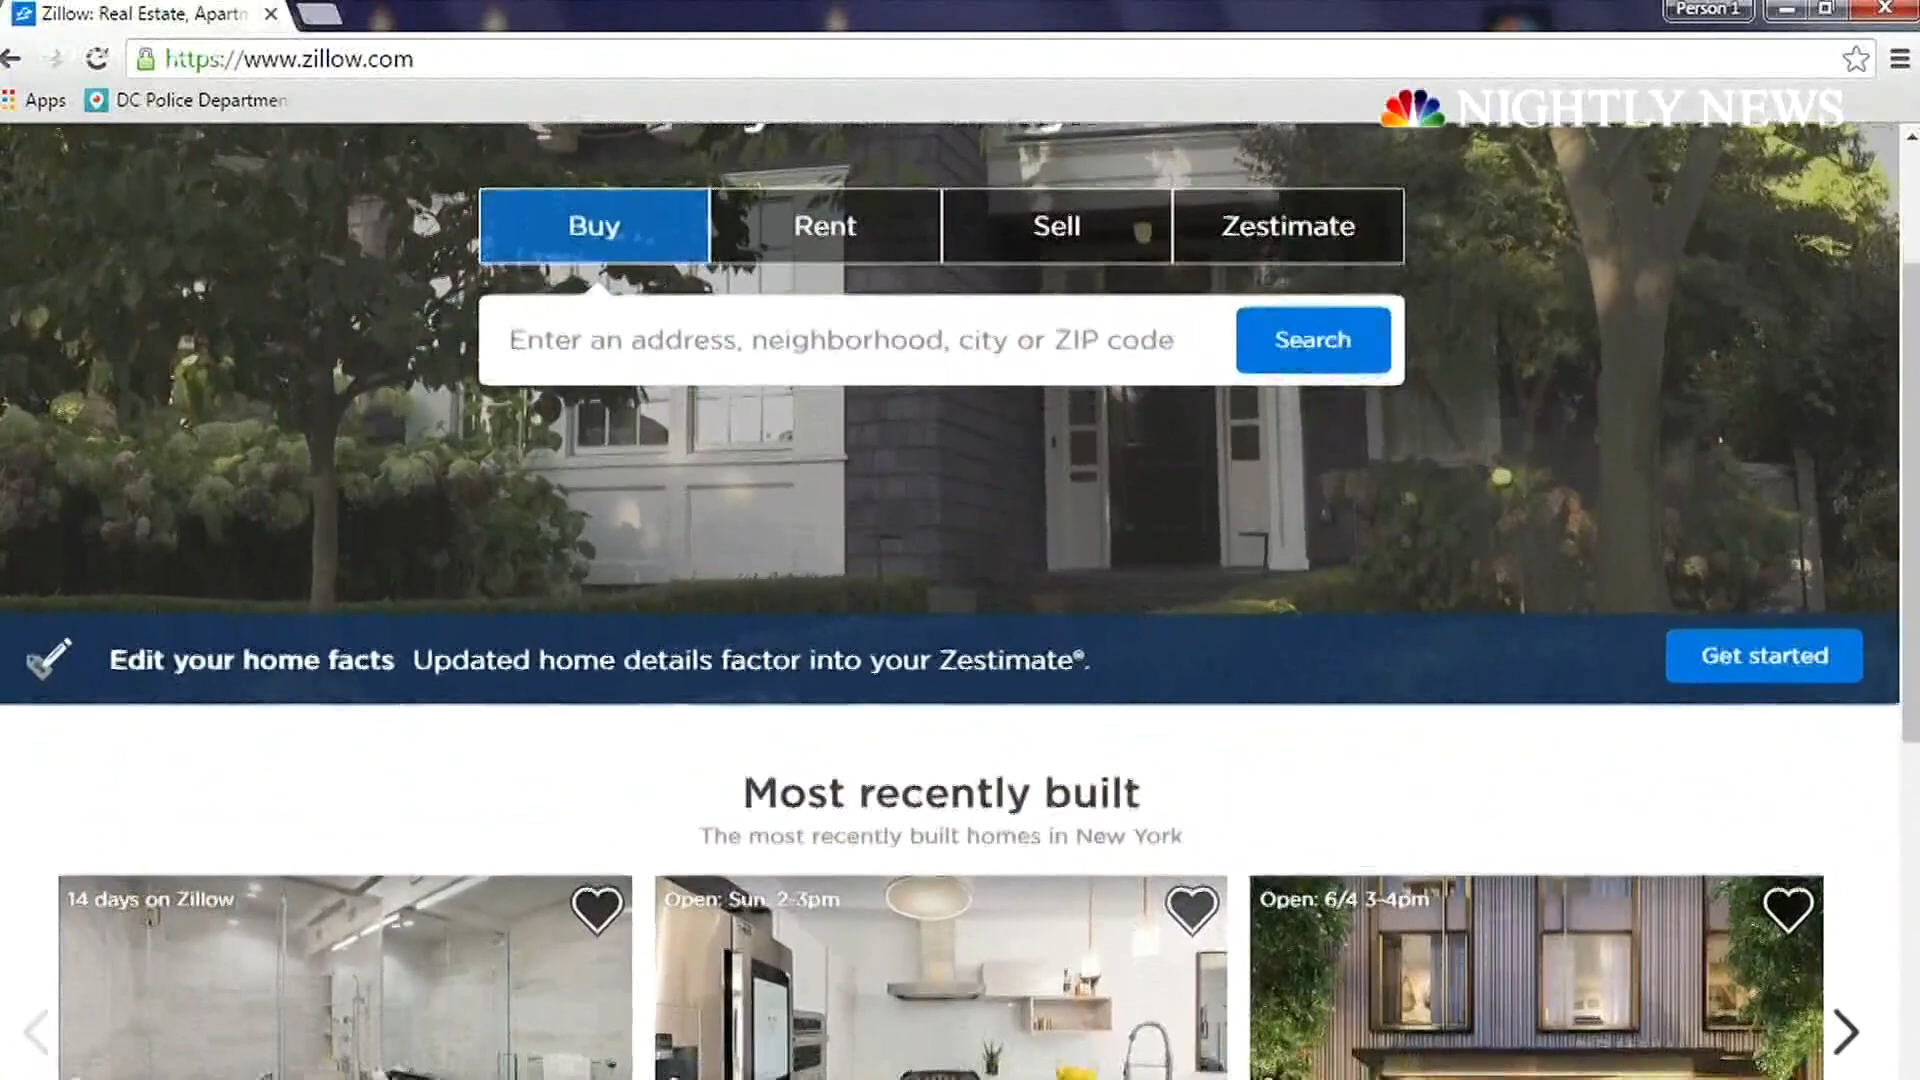 Zillow: Real Estate, Apartm
Person 1
https://www.zillow.com
Apps
DC Police Departmen
NIGHTLY NEWS
Buy
Rent
Sell
Zestimate
Enter an address, neighborhood, city or ZIP code
Search
Edit your home facts Updated home details factor into your Zestimate®.
Get started
Most recently built
The most recently built homes in New York
14 days on Zillow
Open: Sun. 2-3pm
Open: 6/4 3-4pm